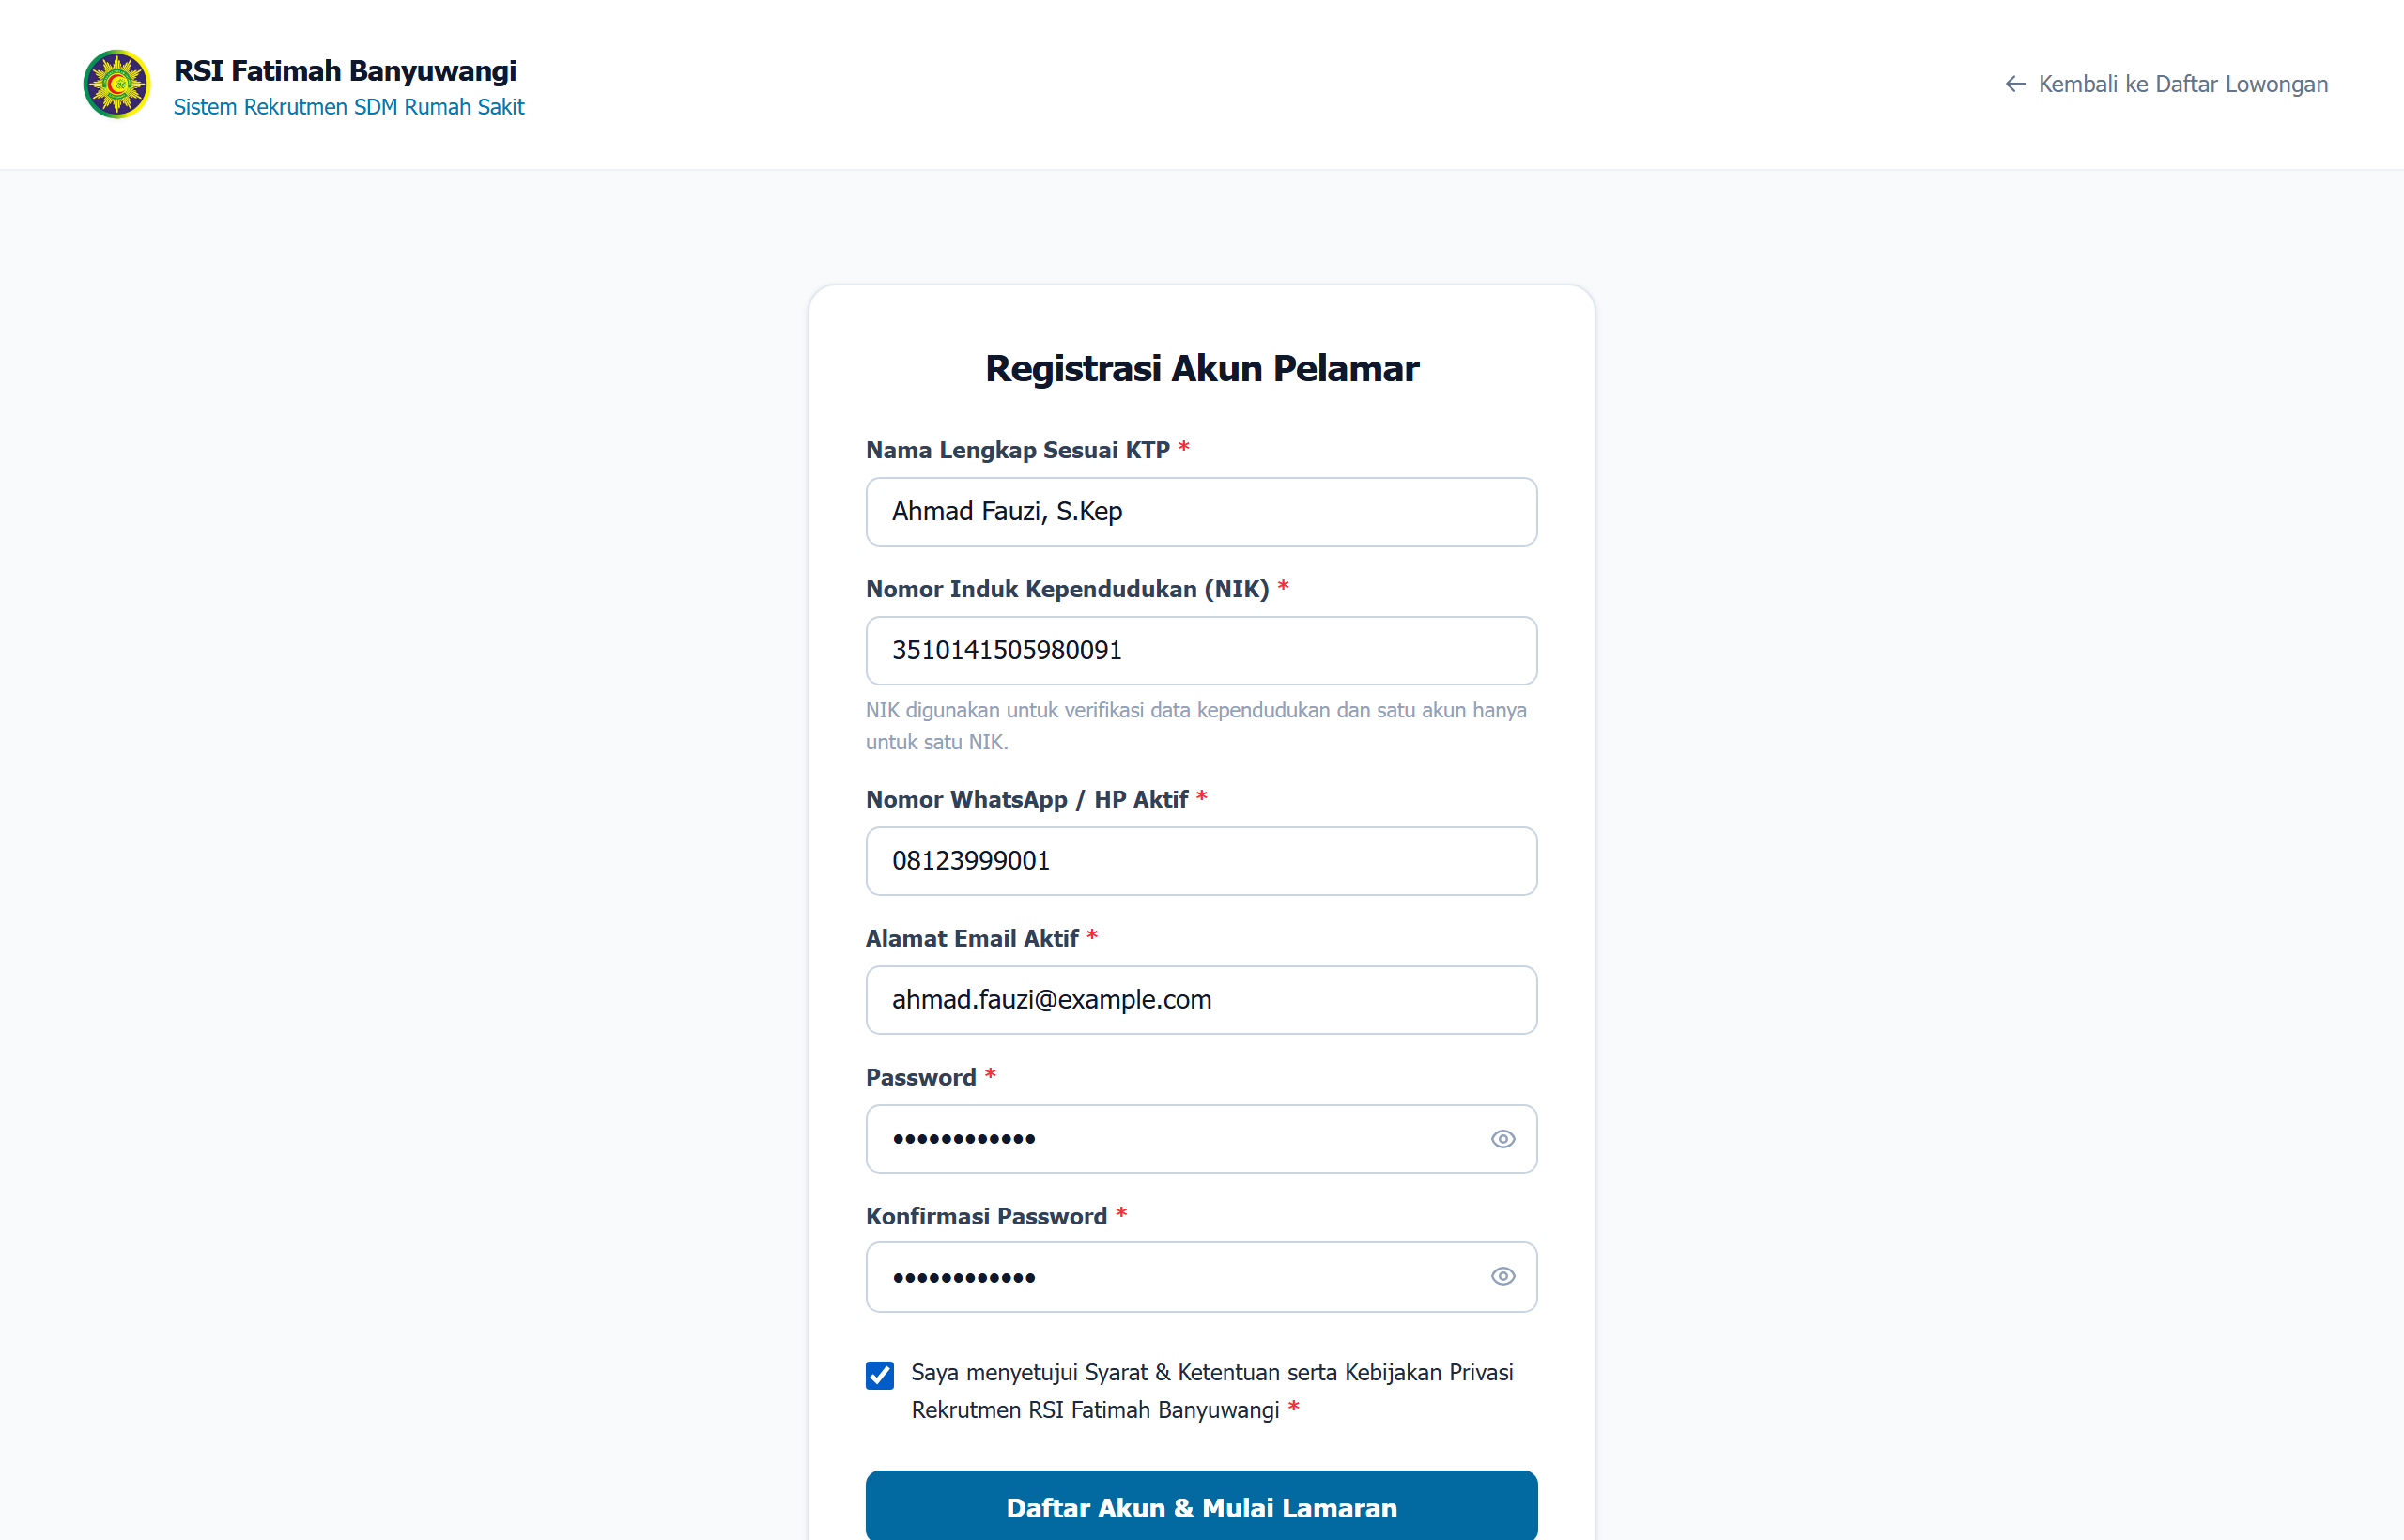 RSI Fatimah Banyuwangi
Sistem Rekrutmen SDM Rumah Sakit
← Kembali ke Daftar Lowongan
Registrasi Akun Pelamar
Nama Lengkap Sesuai KTP *
Ahmad Fauzi, S.Kep
Nomor Induk Kependudukan (NIK) *
3510141505980091
NIK digunakan untuk verifikasi data kependudukan dan satu akun hanya
untuk satu NIK.
Nomor WhatsApp / HP Aktif *
08123999001
Alamat Email Aktif *
ahmad.fauzi@example.com
Password *
••••••••••••
Konfirmasi Password *
••••••••••••
Saya menyetujui Syarat & Ketentuan serta Kebijakan Privasi
Rekrutmen RSI Fatimah Banyuwangi *
Daftar Akun & Mulai Lamaran